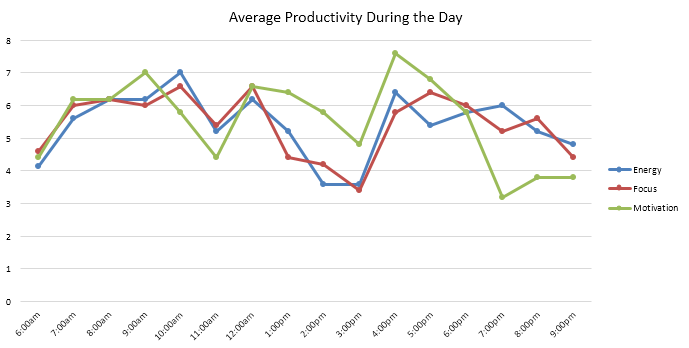 Average Productivity During the Day
8
7
6
5
4
3
2
1
0
6:00am
7:00am
8:00am
9:00am
10:00am
11:00am
12:00am
1:00pm
2:00pm
3:00pm
4:00pm
5:00pm
6:00pm
7:00pm
8:00pm
9:00pm
Energy
Focus
Motivation